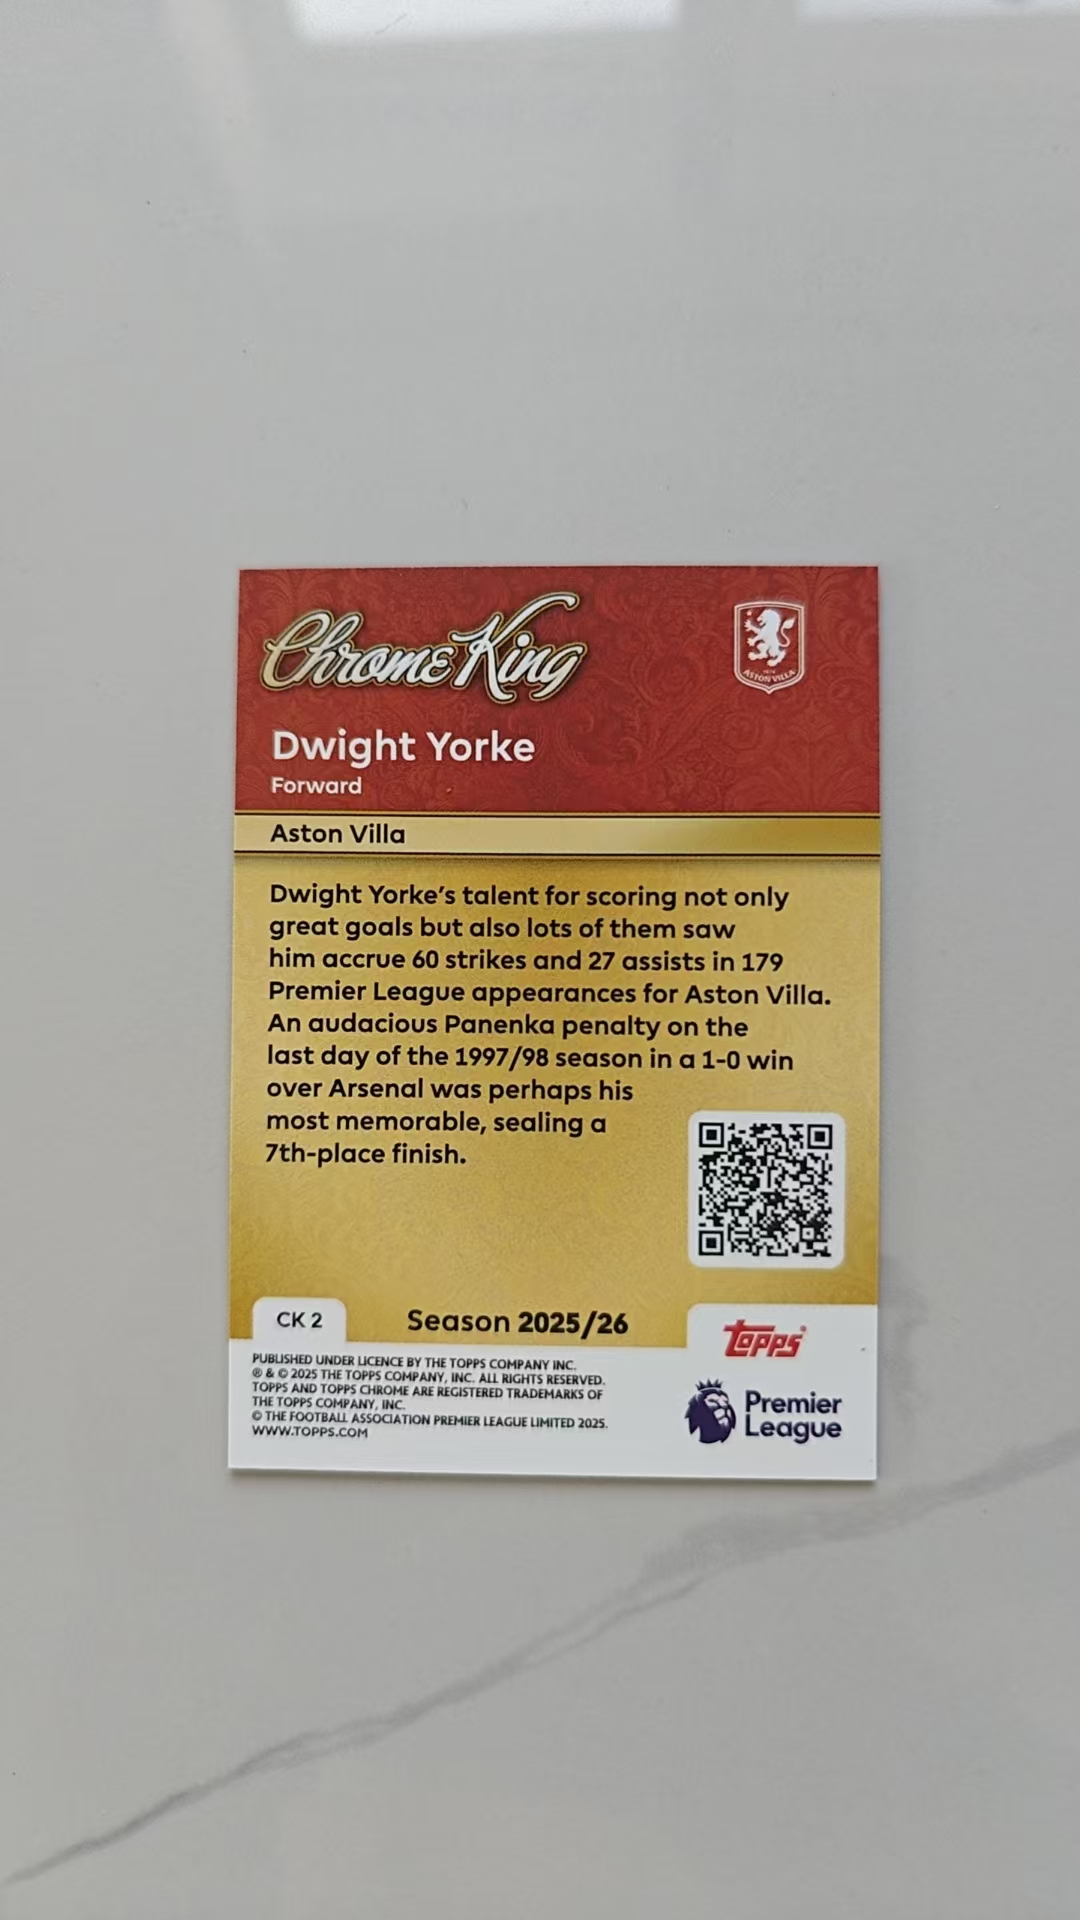 Chrome King
ASTON VILLA
Dwight Yorke
Forward
Aston Villa
Dwight Yorke's talent for scoring not only
great goals but also lots of them saw
him accrue 60 strikes and 27 assists in 179
Premier League appearances for Aston Villa.
An audacious Panenka penalty on the
last day of the 1997/98 season in a 1-0 win
over Arsenal was perhaps his
most memorable, sealing a
7th-place finish.
CK 2
Season 2025/26
PUBLISHED UNDER LICENCE BY THE TOPPS COMPANY INC.
® & © 2025 THE TOPPS COMPANY, INC. ALL RIGHTS RESERVED.
TOPPS AND TOPPS CHROME ARE REGISTERED TRADEMARKS OF
THE TOPPS COMPANY, INC.
© THE FOOTBALL ASSOCIATION PREMIER LEAGUE LIMITED 2025.
WWW.TOPPS.COM
Topps®
Premier
League